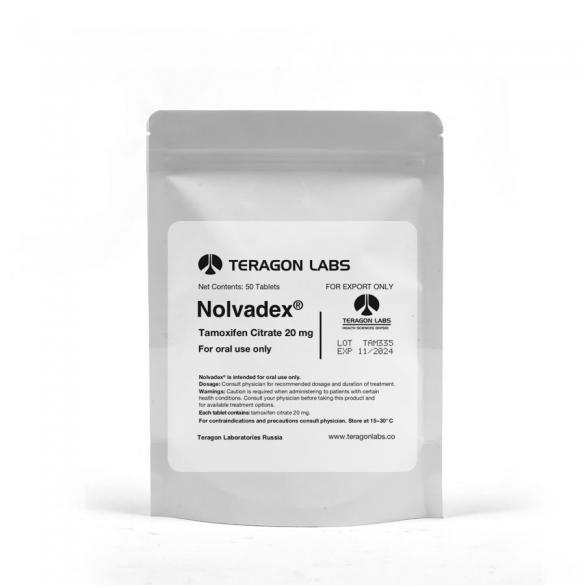 TERAGON LABS
Net Contents: 50 Tablets
FOR EXPORT ONLY
Nolvadex®
Tamoxifen Citrate 20 mg
For oral use only
TERAGON LABS
HEALTH SCIENCES DIVISION
LOT TAM335
EXP 11/2024
Nolvadex® is intended for oral use only.
Dosage: Consult physician for recommended dosage and duration of treatment.
Warnings: Caution is required when administering to patients with certain
health conditions. Consult your physician before taking this product and
for available treatment options.
Each tablet contains: tamoxifen citrate 20 mg.
For contraindications and precautions consult physician. Store at 15-30° C
Teragon Laboratories Russia
www.teragonlabs.co